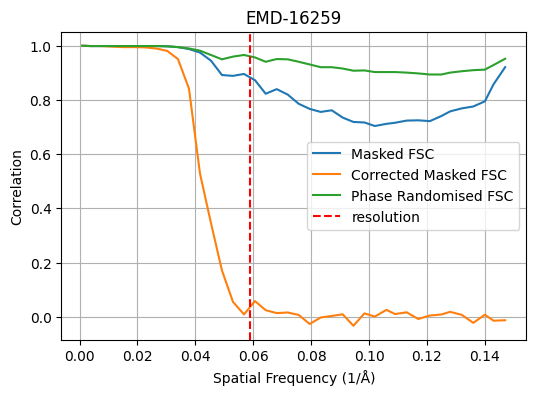 EMD-16259
1.0
0.8
0.6
0.4
0.2
0.0
Correlation
Masked FSC
Corrected Masked FSC
Phase Randomised FSC
resolution
0.00 0.02 0.04 0.06 0.08 0.10 0.12 0.14
Spatial Frequency (1/Å)